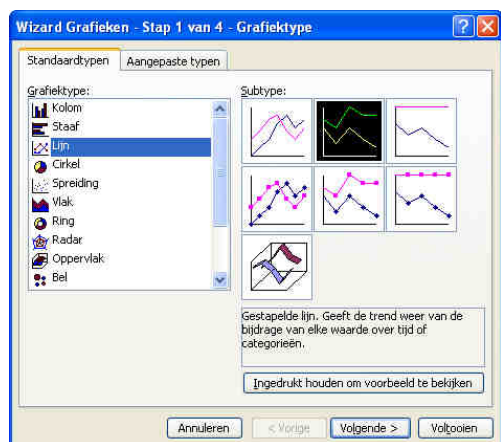 Wizard Grafieken - Stap 1 van 4 - Grafiektype
Standaardtypen
Aangepaste typen
Grafiektype:
Kolom
Staaf
Lijn
Cirkel
Spreiding
Vlak
Ring
Radar
Oppervlak
Bel
Subtype:
Gestapelde lijn. Geeft de trend weer van de
bijdrage van elke waarde over tijd of
categorieën.
Ingedrukt houden om voorbeeld te bekijken
Annuleren
< Vorige
Volgende >
Voltooien